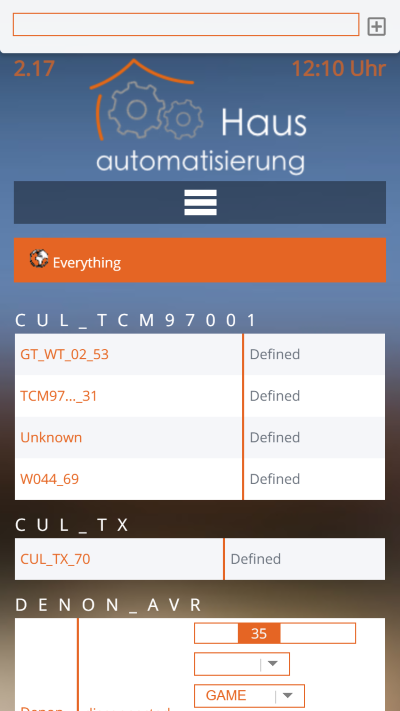 2.17
12:10 Uhr
Haus
automatisierung
Everything
CUL_TCM97001
GT_WT_02_53 Defined
TCM97..._31 Defined
Unknown Defined
W044_69 Defined
CUL_TX
CUL_TX_70 Defined
DENON_AVR
35
GAME